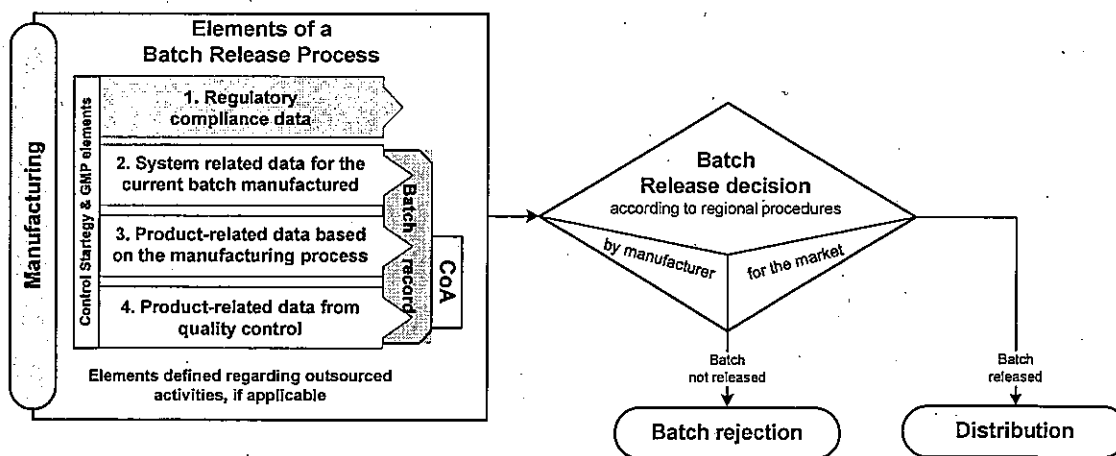 Manufacturing
Elements of a
Batch Release Process
Control Startegy & GMP elements
1. Regulatory
compliance data
2. System related data for the
current batch manufactured
3. Product-related data based
on the manufacturing process
4. Product-related data from
quality control
Batch record
CoA
Elements defined regarding outsourced
activities, if applicable
Batch
Release decision
according to regional procedures
by manufacturer
for the market
Batch
not released
Batch
released
Batch rejection
Distribution